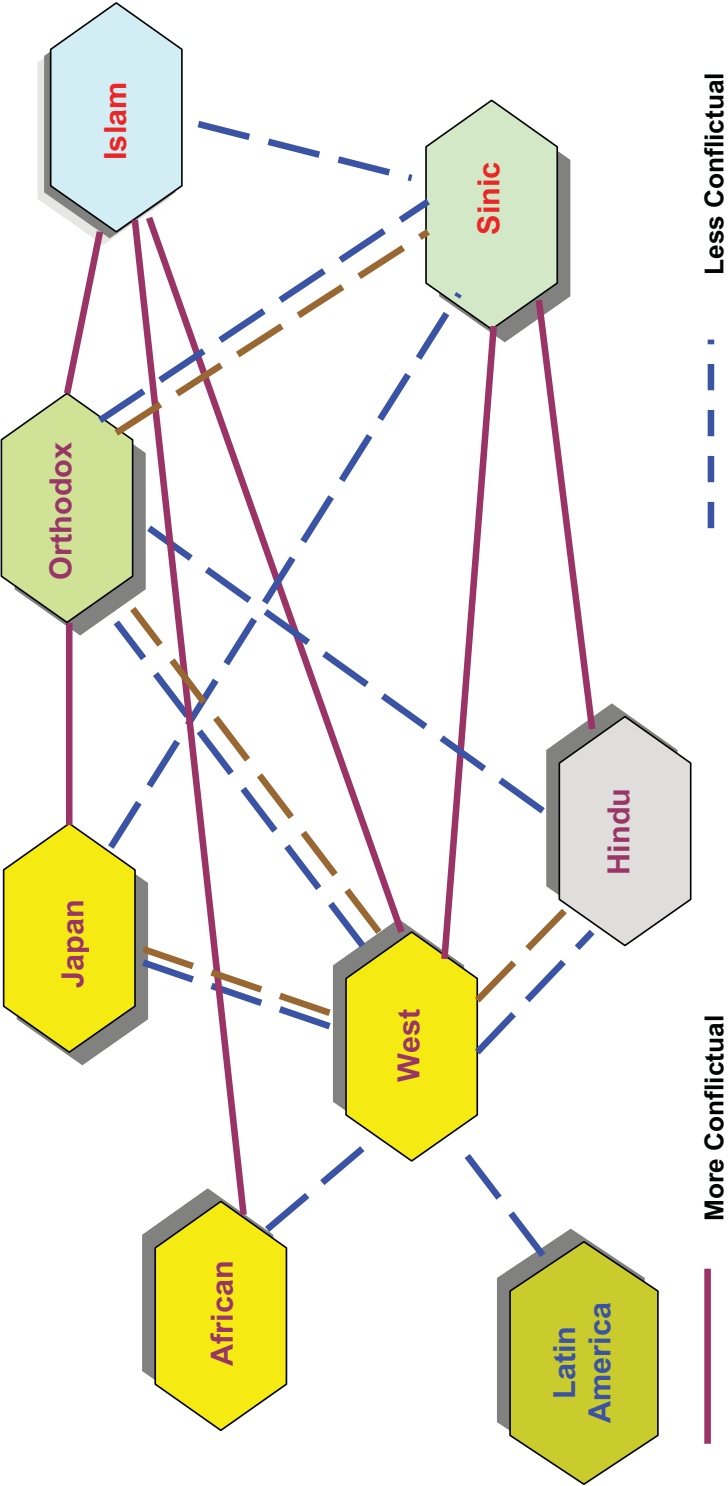 Japan
Orthodox
Islam
African
West
Sinic
Latin
America
Hindu
More Conflictual
Less Conflictual